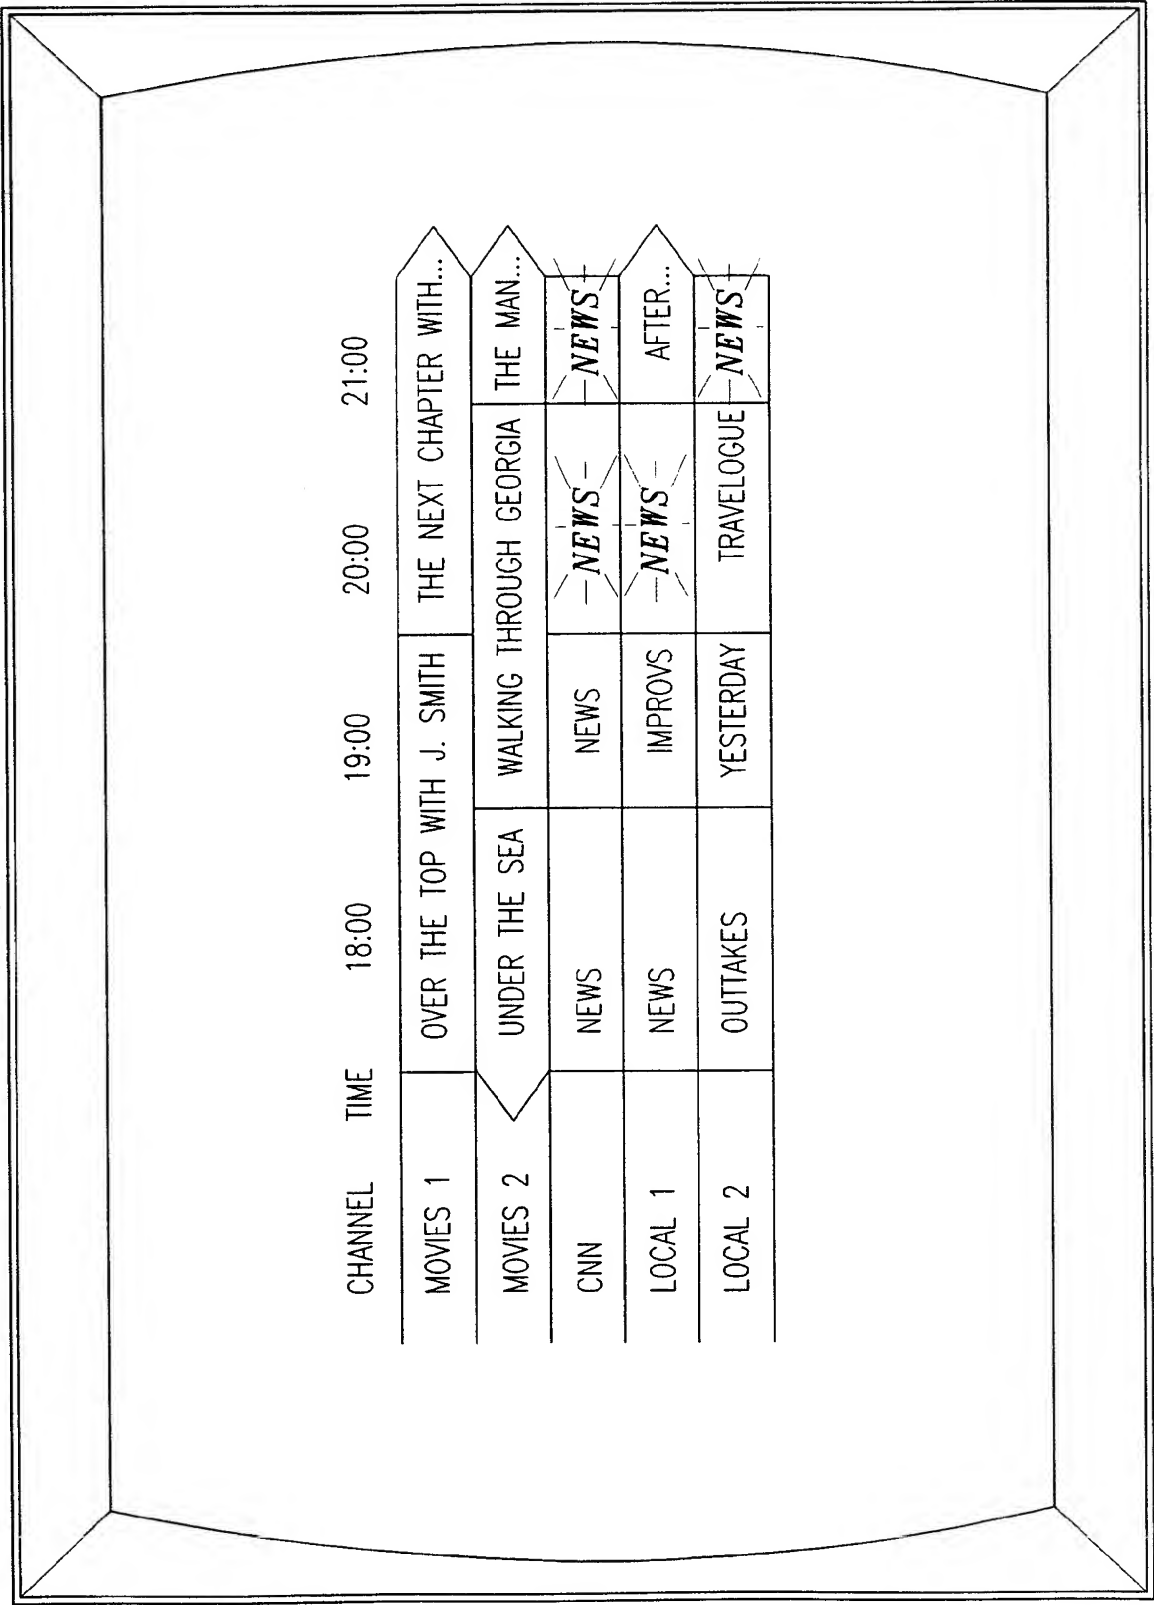 CHANNEL TIME 18:00 19:00 20:00 21:00
MOVIES 1 OVER THE TOP WITH J. SMITH THE NEXT CHAPTER WITH...
MOVIES 2 UNDER THE SEA WALKING THROUGH GEORGIA THE MAN...
CNN NEWS NEWS NEWS NEWS
LOCAL 1 NEWS IMPROVS NEWS AFTER...
LOCAL 2 OUTTAKES YESTERDAY TRAVELOGUE NEWS